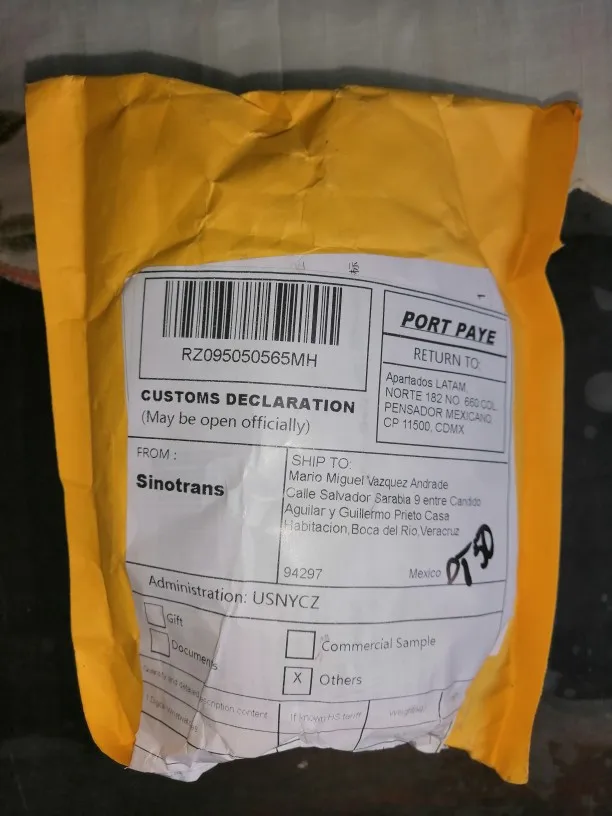 RZ095050565MH
CUSTOMS DECLARATION
(May be open officially)
PORT PAYE
RETURN TO:
Apartados LATAM,
NORTE 182 NO. 660 COL.
PENSADOR MEXICANO,
CP 11500, CDMX
FROM :
Sinotrans
SHIP TO:
Mario Miguel Vazquez Andrade
Calle Salvador Sarabia 9 entre Candido
Aguilar y Guillermo Prieto Casa
Habitacion,Boca del Rio,Veracruz
94297 Mexico
Administration: USNYCZ
Gift
Documents
Commercial Sample
X Others